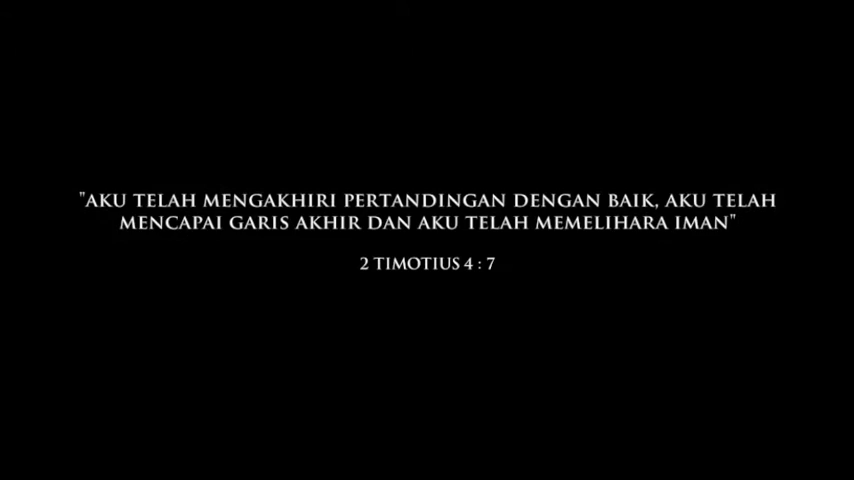 "AKU TELAH MENGAKHIRI PERTANDINGAN DENGAN BAIK, AKU TELAH
MENCAPAI GARIS AKHIR DAN AKU TELAH MEMELIHARA IMAN"
2 TIMOTIUS 4 : 7